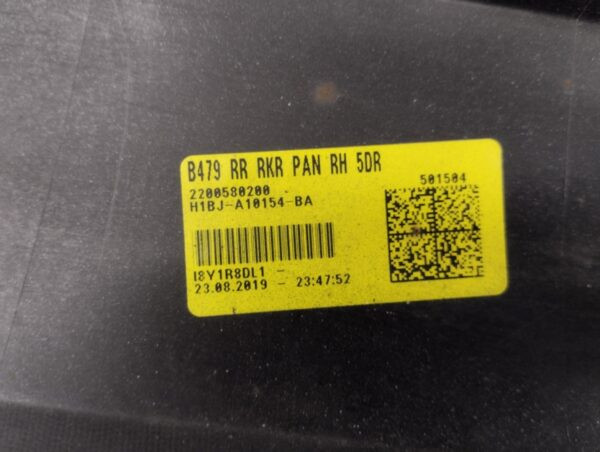 B479 RR RKR PAN RH 5DR
501504
2200580200
H1BJ-A10154-BA
I8Y1R8DL1
23.08.2019 - 23:47:52